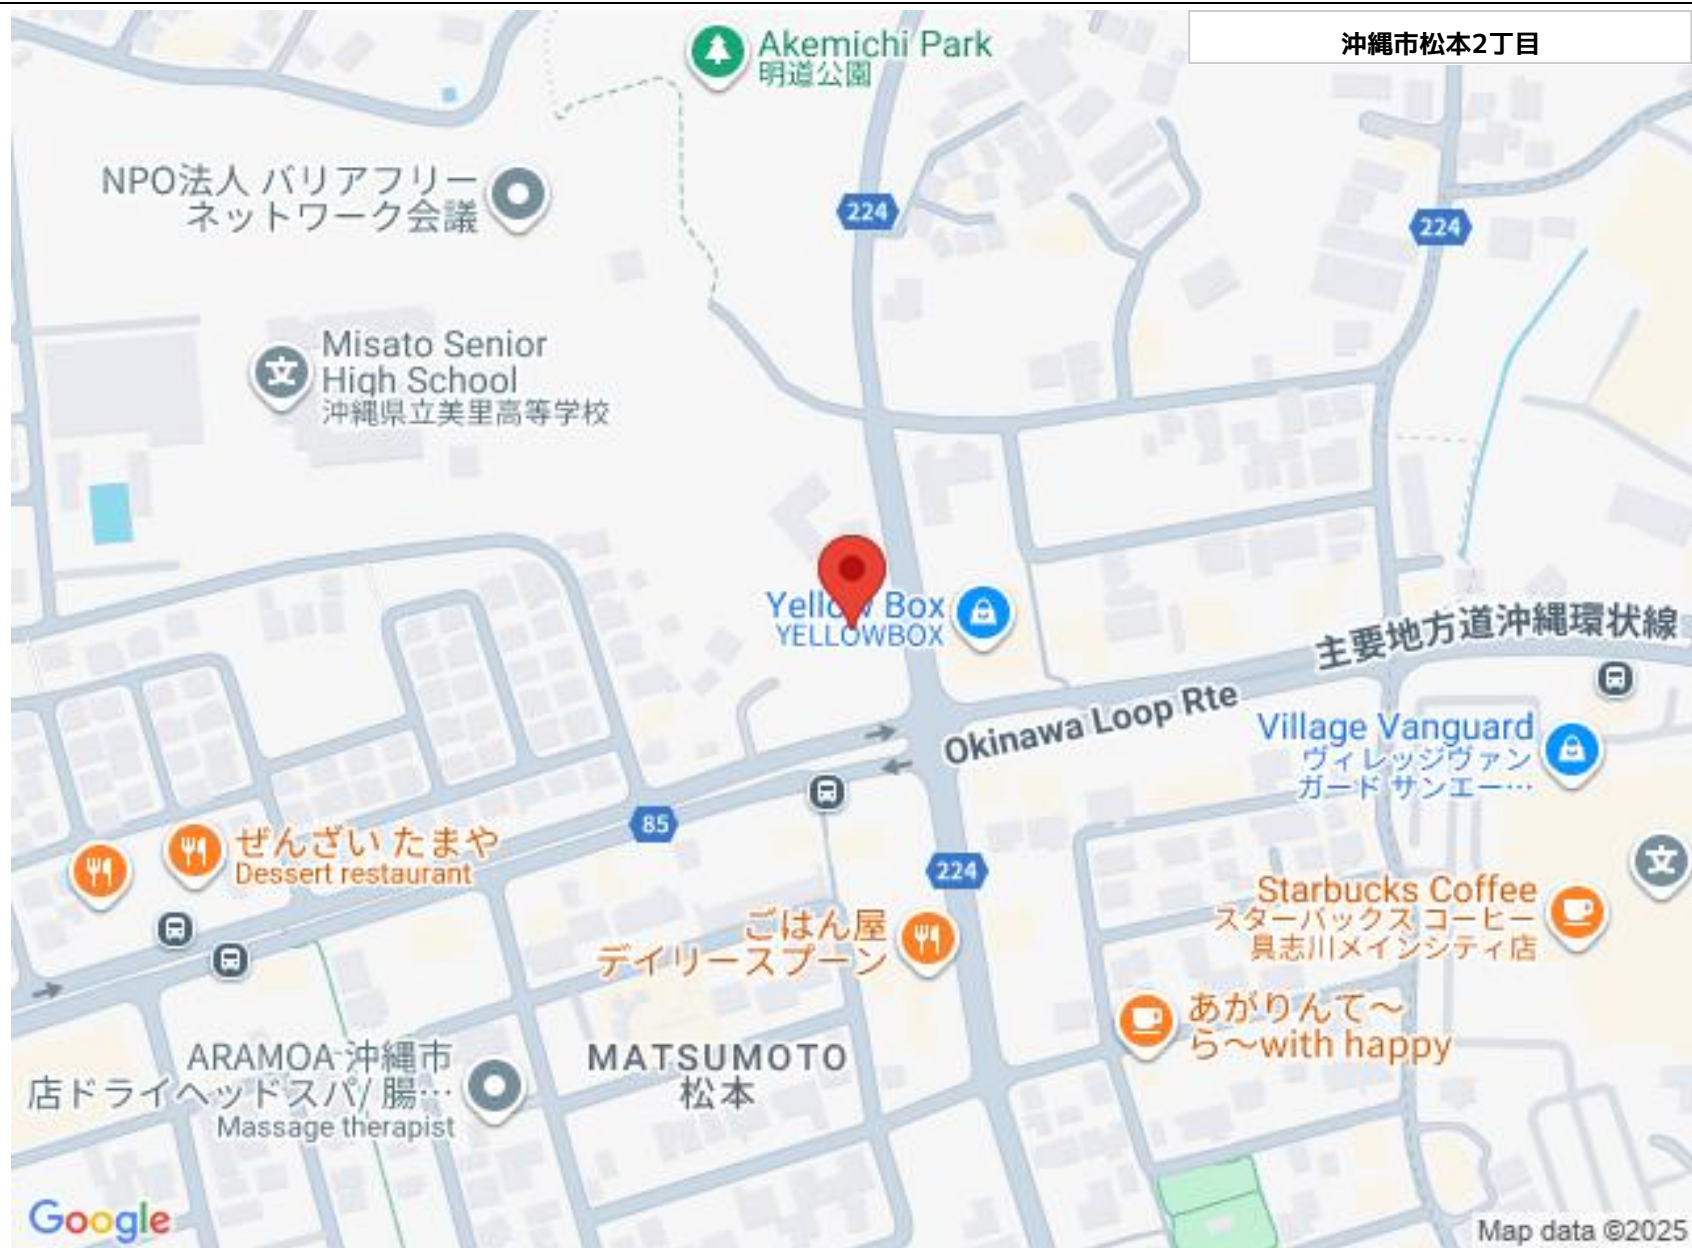 沖縄市松本2丁目
Akemichi Park
明道公園
NPO法人 バリアフリー
ネットワーク会議
224
224
Misato Senior
High School
沖縄県立美里高等学校
Yellow Box
YELLOWBOX
主要地方道沖縄環状線
Okinawa Loop Rte
Village Vanguard
ヴィレッジヴァン
ガード サンエー…
85
ぜんざい たまや
Dessert restaurant
224
Starbucks Coffee
スターバックス コーヒー
具志川メインシティ店
ごはん屋
デイリースプーン
あがりんて～
ら～with happy
ARAMOA 沖縄市
店ドライヘッドスパ/ 腸…
Massage therapist
MATSUMOTO
松本
文
文
Google
Map data ©2025